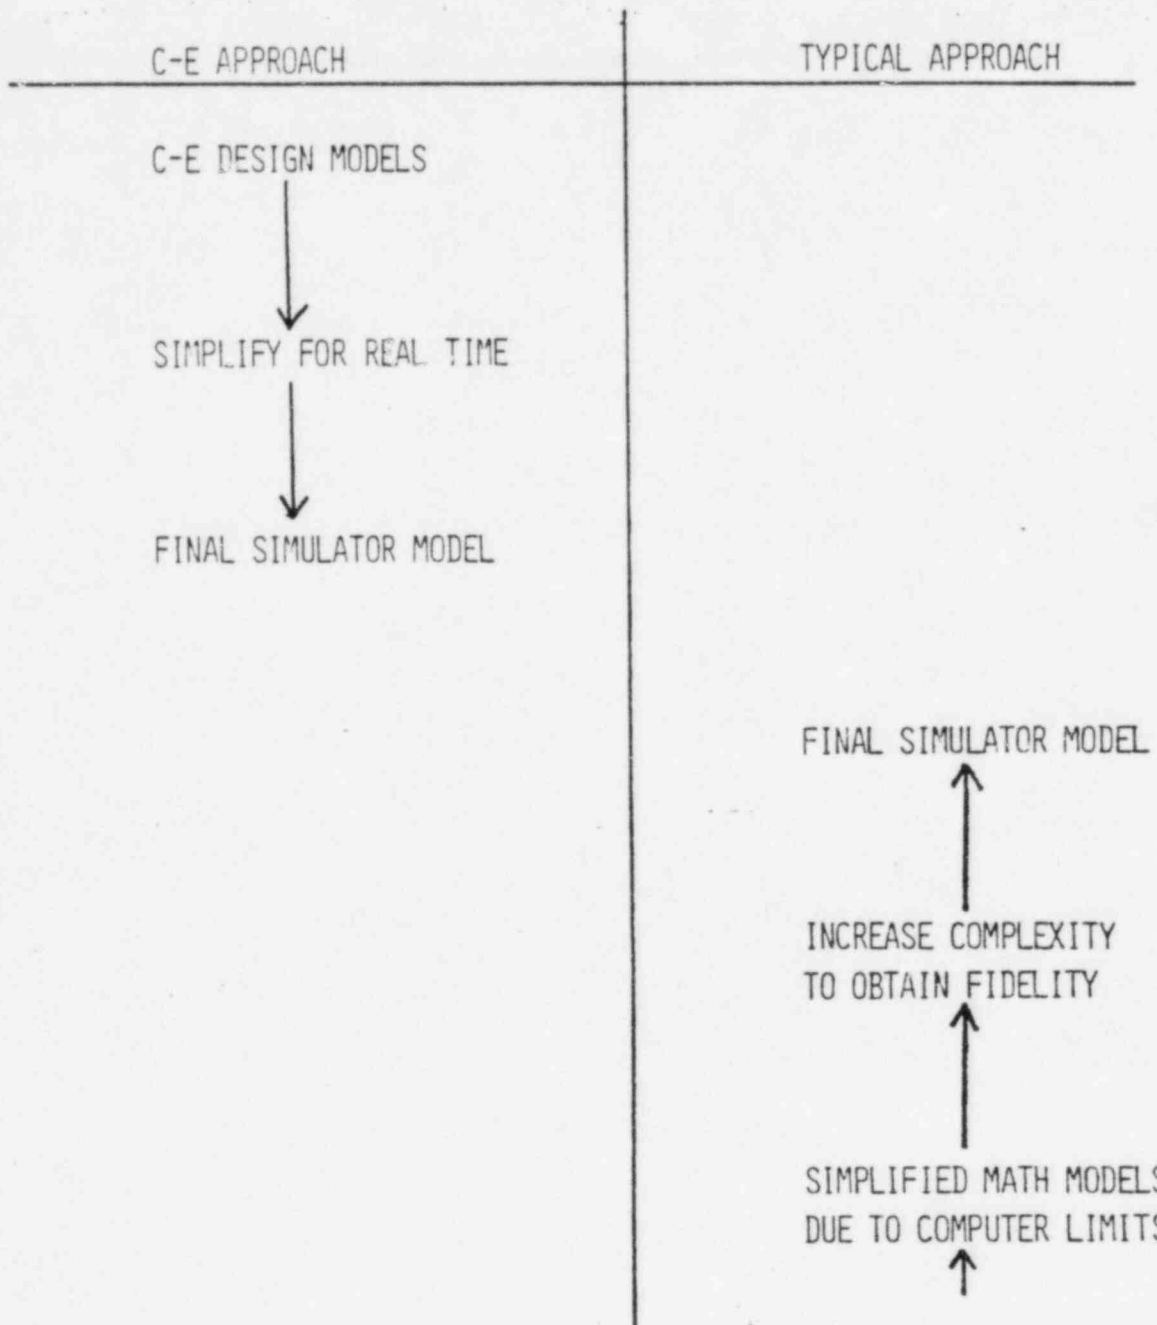 C-E APPROACH
TYPICAL APPROACH
C-E DESIGN MODELS
SIMPLIFY FOR REAL TIME
FINAL SIMULATOR MODEL
FINAL SIMULATOR MODEL
INCREASE COMPLEXITY
TO OBTAIN FIDELITY
SIMPLIFIED MATH MODELS
DUE TO COMPUTER LIMITS